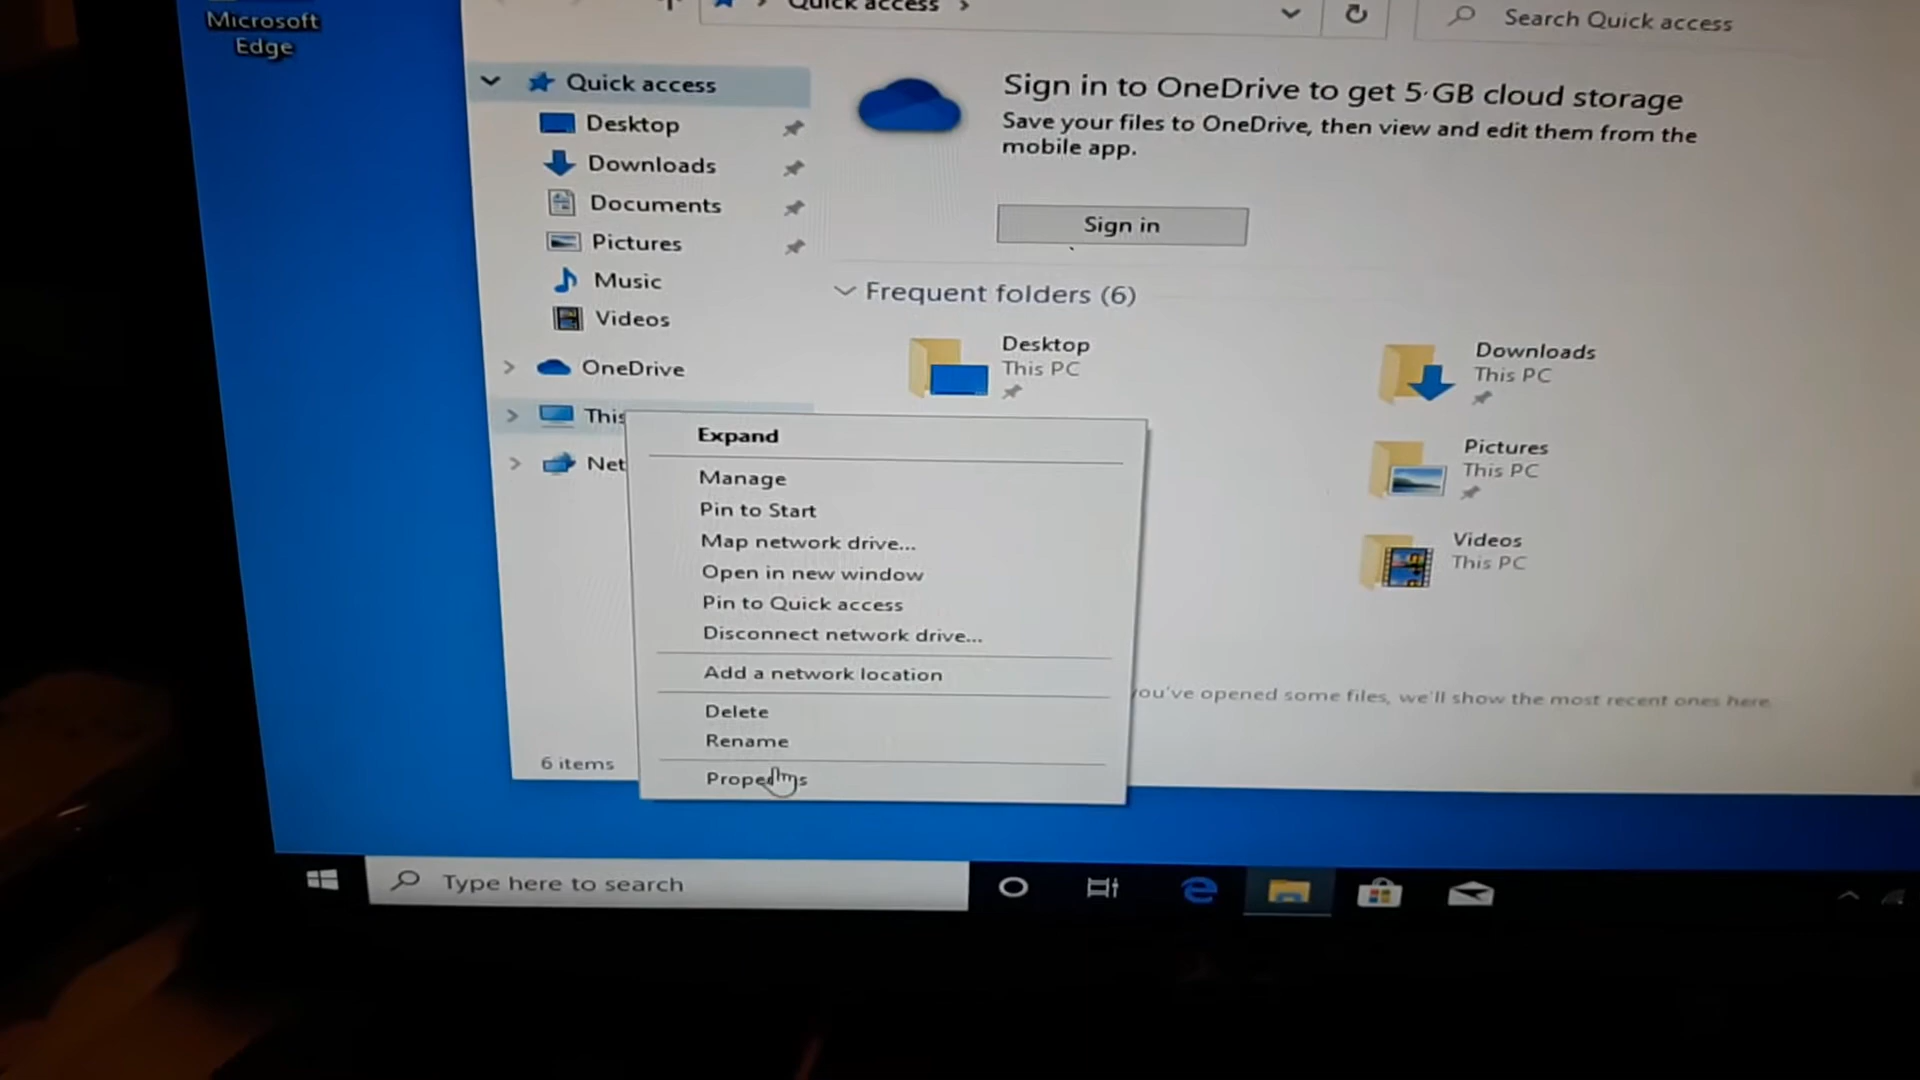 Microsoft
Edge
Quick access
Search Quick access
Quick access
Desktop
Downloads
Documents
Pictures
Music
Videos
OneDrive
This
Net
6 items
Sign in to OneDrive to get 5 GB cloud storage
Save your files to OneDrive, then view and edit them from the
mobile app.
Sign in
Frequent folders (6)
Desktop
This PC
Downloads
This PC
Pictures
This PC
Videos
This PC
you've opened some files, we'll show the most recent ones here.
Expand
Manage
Pin to Start
Map network drive...
Open in new window
Pin to Quick access
Disconnect network drive...
Add a network location
Delete
Rename
Properties
Type here to search